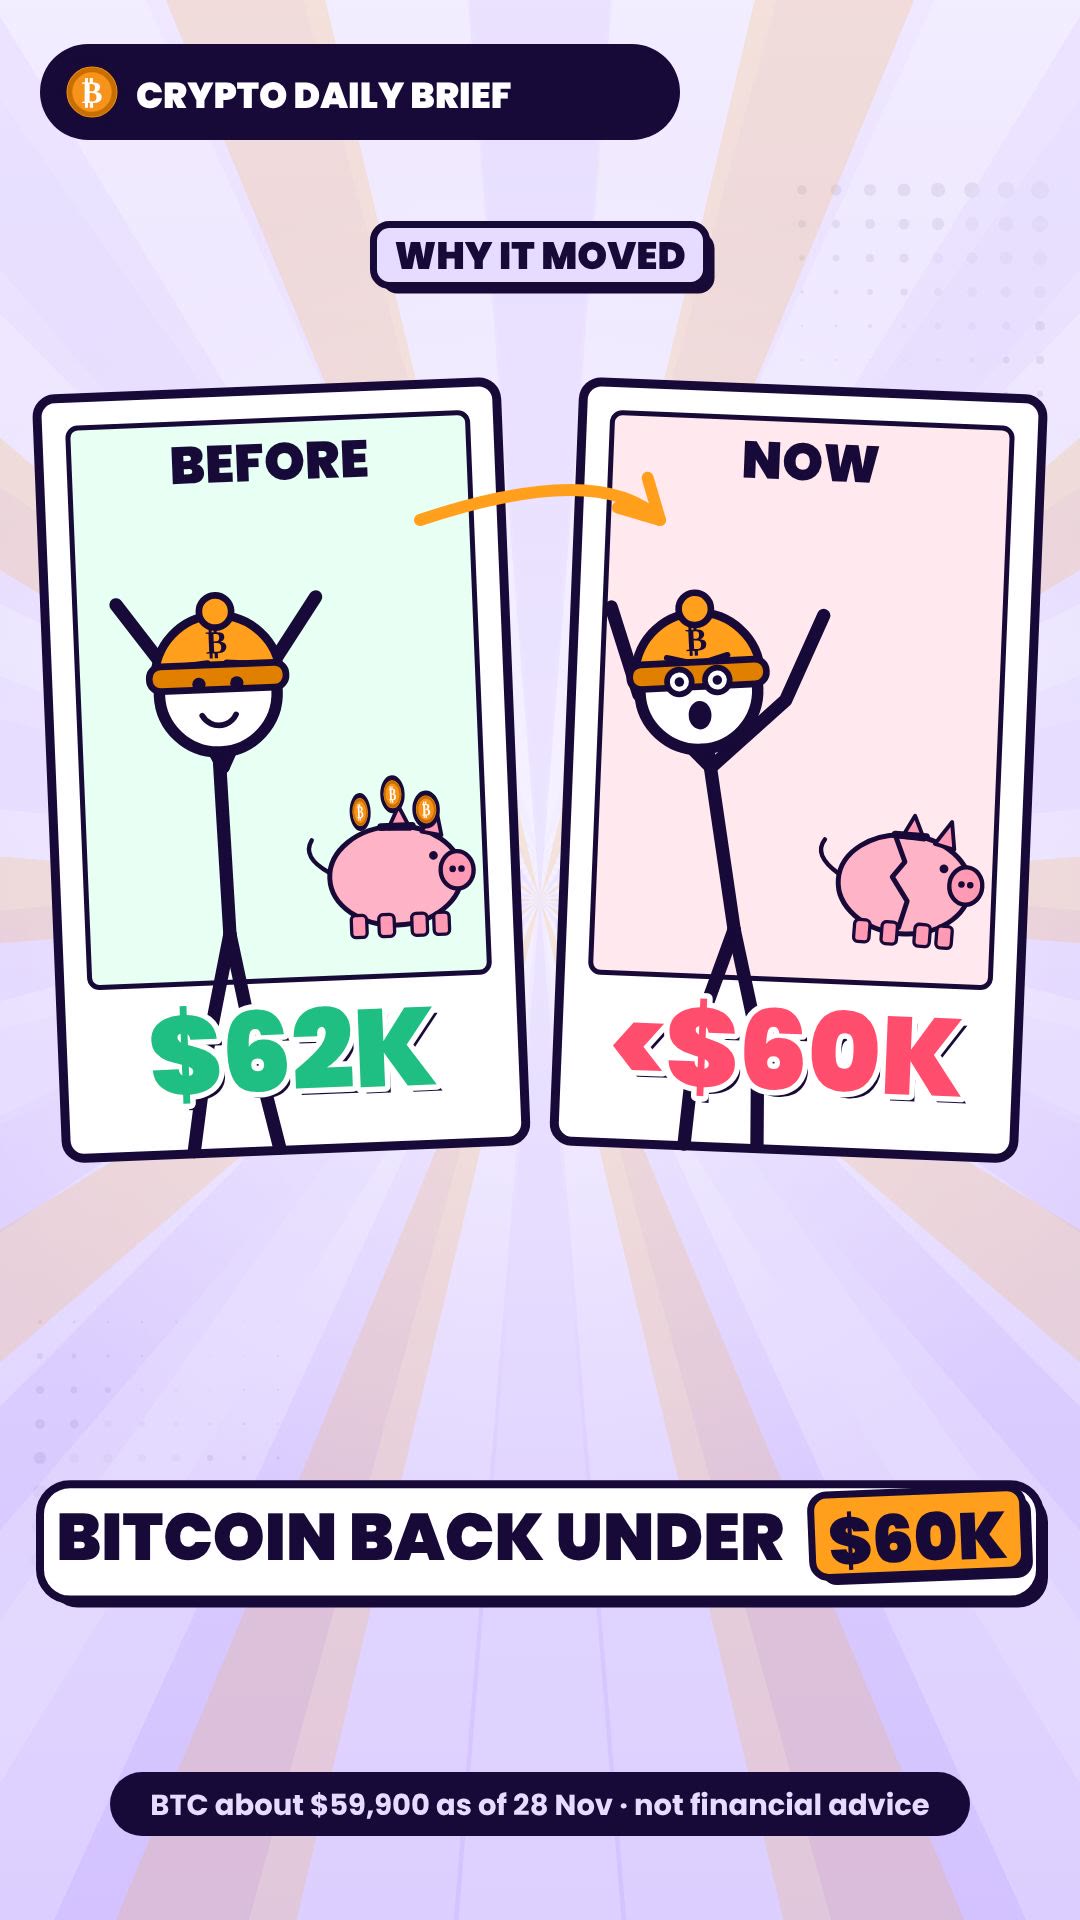 CRYPTO DAILY BRIEF
WHY IT MOVED
BEFORE
NOW
$62K
<$60K
BITCOIN BACK UNDER $60K
BTC about $59,900 as of 28 Nov · not financial advice